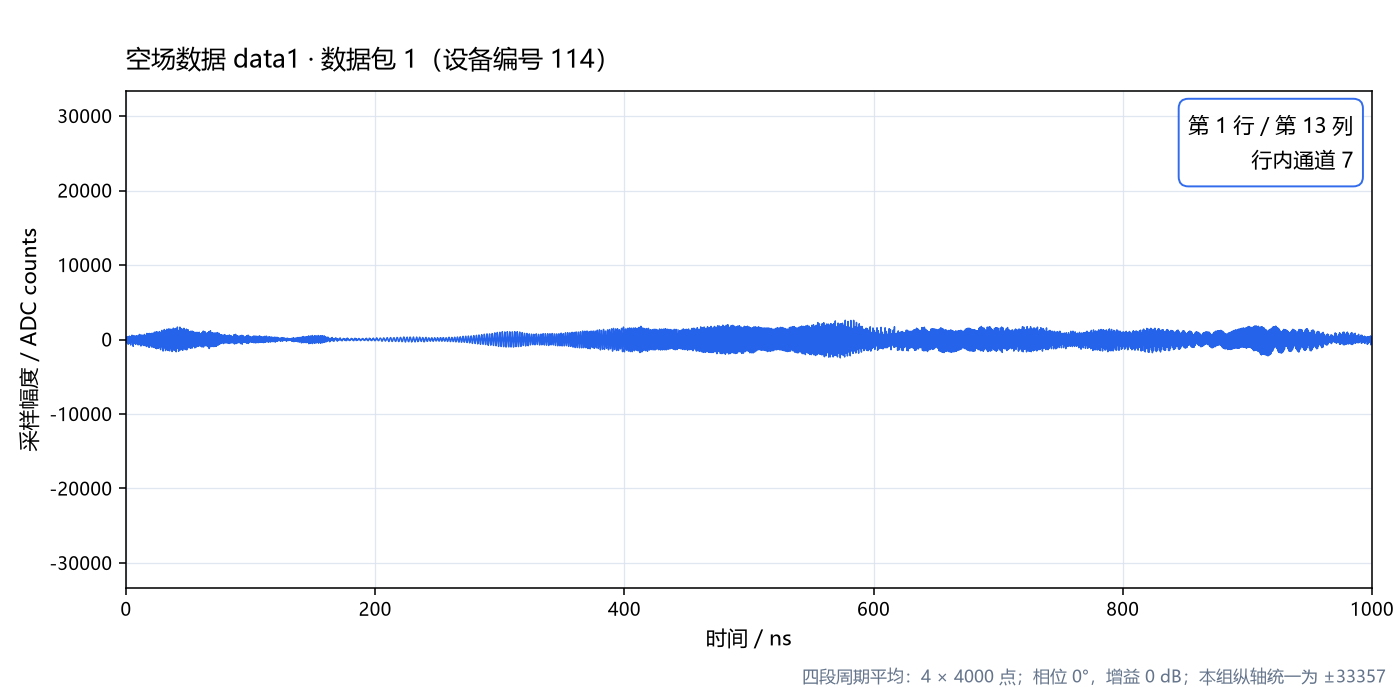 空场数据 data1 · 数据包 1（设备编号 114）
第 1 行 / 第 13 列
行内通道 7
采样幅度 / ADC counts
30000
20000
10000
0
-10000
-20000
-30000
0 200 400 600 800 1000
时间 / ns
四段周期平均：4 × 4000 点；相位 0°，增益 0 dB；本组纵轴统一为 ±33357